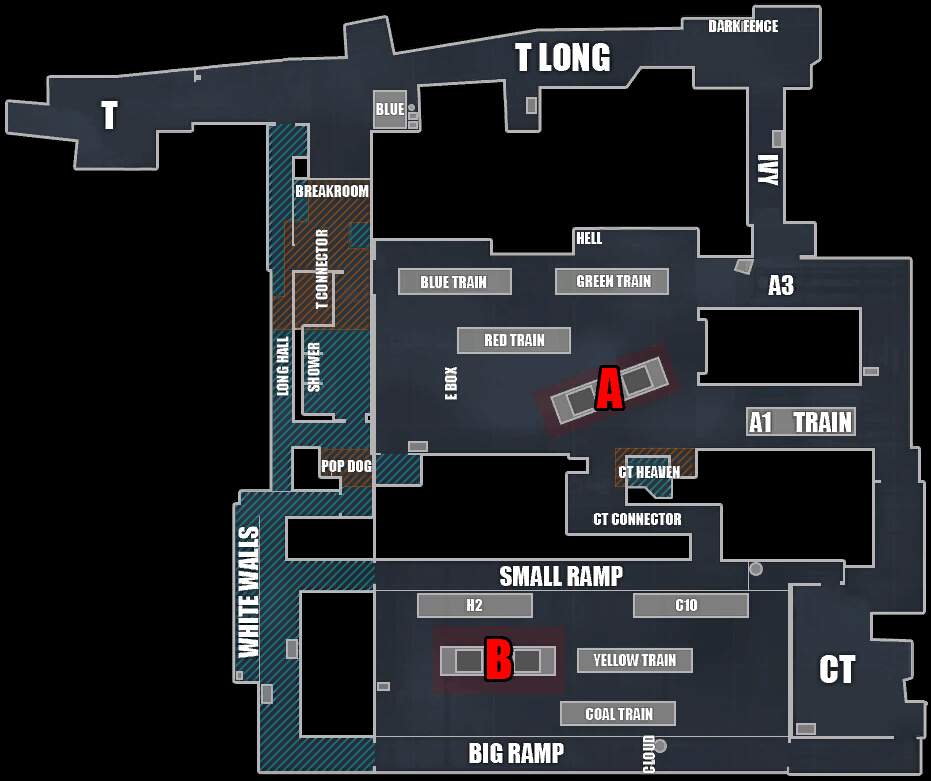 DARK FENCE
T LONG
T
BLUE
IVY
BREAKROOM
HELL
T CONNECTOR
BLUE TRAIN
GREEN TRAIN
A3
RED TRAIN
LONG HALL
SHOWER
E BOX
A
A1 TRAIN
POP DOG
CT HEAVEN
CT CONNECTOR
WHITE WALLS
SMALL RAMP
H2
C10
B
YELLOW TRAIN
CT
COAL TRAIN
BIG RAMP
CLOUD